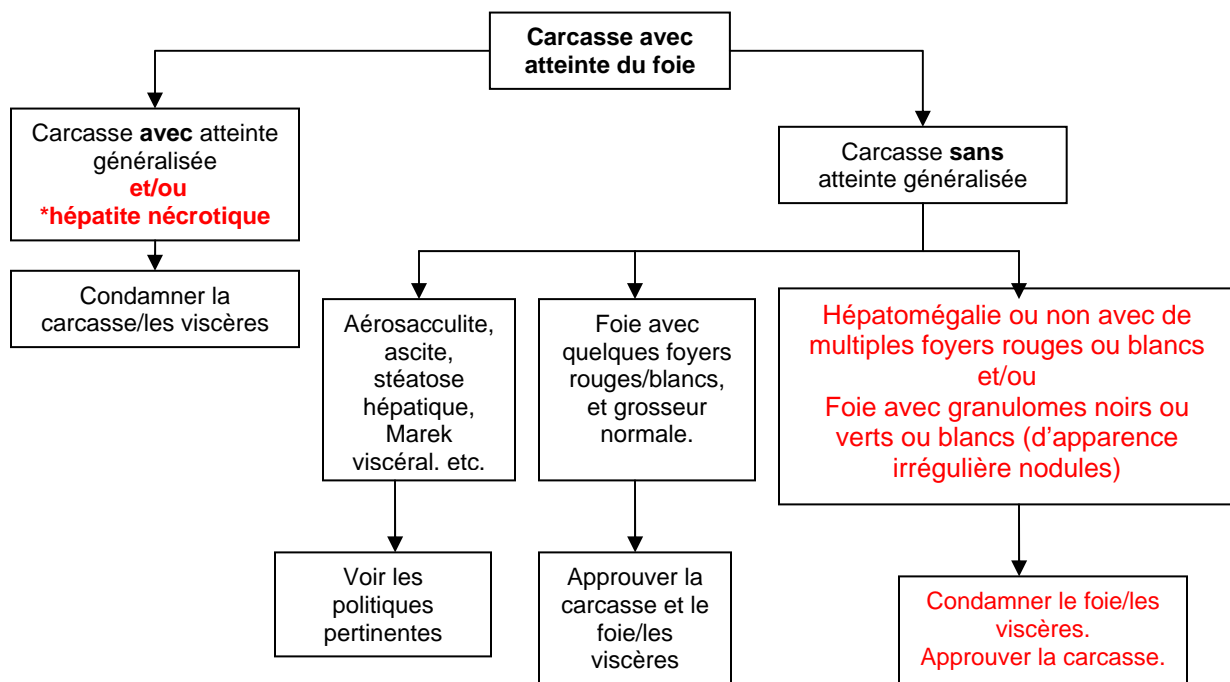 Carcasse avec
atteinte du foie
Carcasse avec atteinte
généralisée
et/ou
*hépatite nécrotique
Carcasse sans
atteinte généralisée
Condamner la
carcasse/les viscères
Aérosacculite,
ascite,
stéatose
hépatique,
Marek
viscéral. etc.
Foie avec
quelques foyers
rouges/blancs,
et grosseur
normale.
Hépatomégalie ou non avec de
multiples foyers rouges ou blancs
et/ou
Foie avec granulomes noirs ou
verts ou blancs (d’apparence
irrégulière nodules)
Voir les
politiques
pertinentes
Approuver la
carcasse et le
foie/les
viscères
Condamner le foie/les
viscères.
Approuver la carcasse.